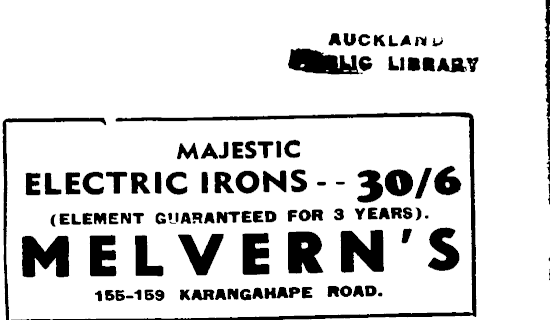 AUCKLAND
LIBRARY
MAJESTIC
ELECTRIC IRONS -- 30/6
(ELEMENT GUARANTEED FOR 3 YEARS).
MELVERN'S
155-159 KARANGAHAPE ROAD.